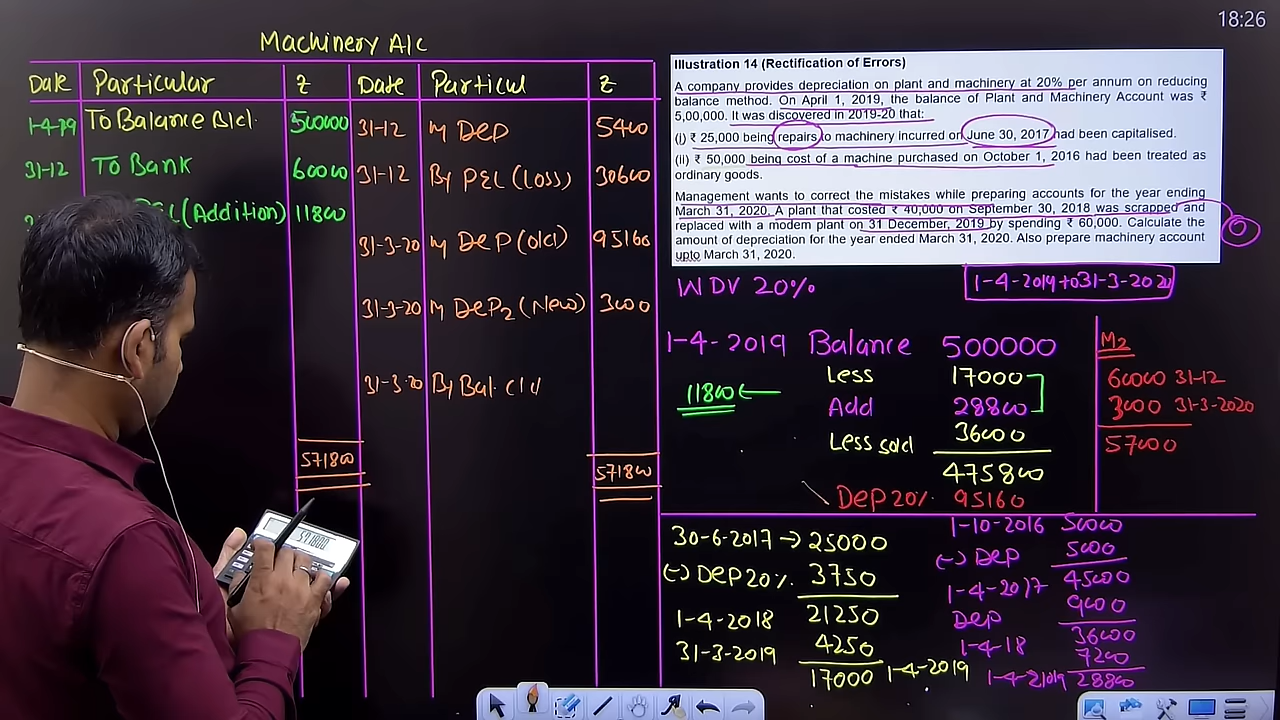 18:26
Machinery A/c
Date Particular ₹ Date Particul ₹
1-4-19 To Balance B/d. 500000 31-12 By Dep 5400
31-12 To Bank 60000 31-12 By P&L (Loss) 30600
P&L (Addition) 11800
31-3-20 By Dep (old) 95160
31-3-20 By Dep2 (New) 3000
31-3-20 By Bal. c/d
571800 571800
Illustration 14 (Rectification of Errors)
A company provides depreciation on plant and machinery at 20% per annum on reducing
balance method. On April 1, 2019, the balance of Plant and Machinery Account was ₹
5,00,000. It was discovered in 2019-20 that:
(i) ₹ 25,000 being repairs to machinery incurred on June 30, 2017 had been capitalised.
(ii) ₹ 50,000 being cost of a machine purchased on October 1, 2016 had been treated as
ordinary goods.
Management wants to correct the mistakes while preparing accounts for the year ending
March 31, 2020. A plant that costed ₹ 40,000 on September 30, 2018 was scrapped and
replaced with a modem plant on 31 December, 2019 by spending ₹ 60,000. Calculate the
amount of depreciation for the year ended March 31, 2020. Also prepare machinery account
upto March 31, 2020.
WDV 20%
1-4-2019 to 31-3-2020
1-4-2019 Balance 500000
Less 17000
11800 Add 28800
Less sold 36000
475800
Dep 20% 95160
M2
60000 31-12
3000 31-3-2020
57000
30-6-2017 → 25000
(-) Dep 20% 3750
1-4-2018 21250
31-3-2019 4250
17000 1-4-2019
1-10-2016 50000
(-) Dep 5000
1-4-2017 45000
Dep 9000
1-4-18 36000
7200
1-4-2019 28800